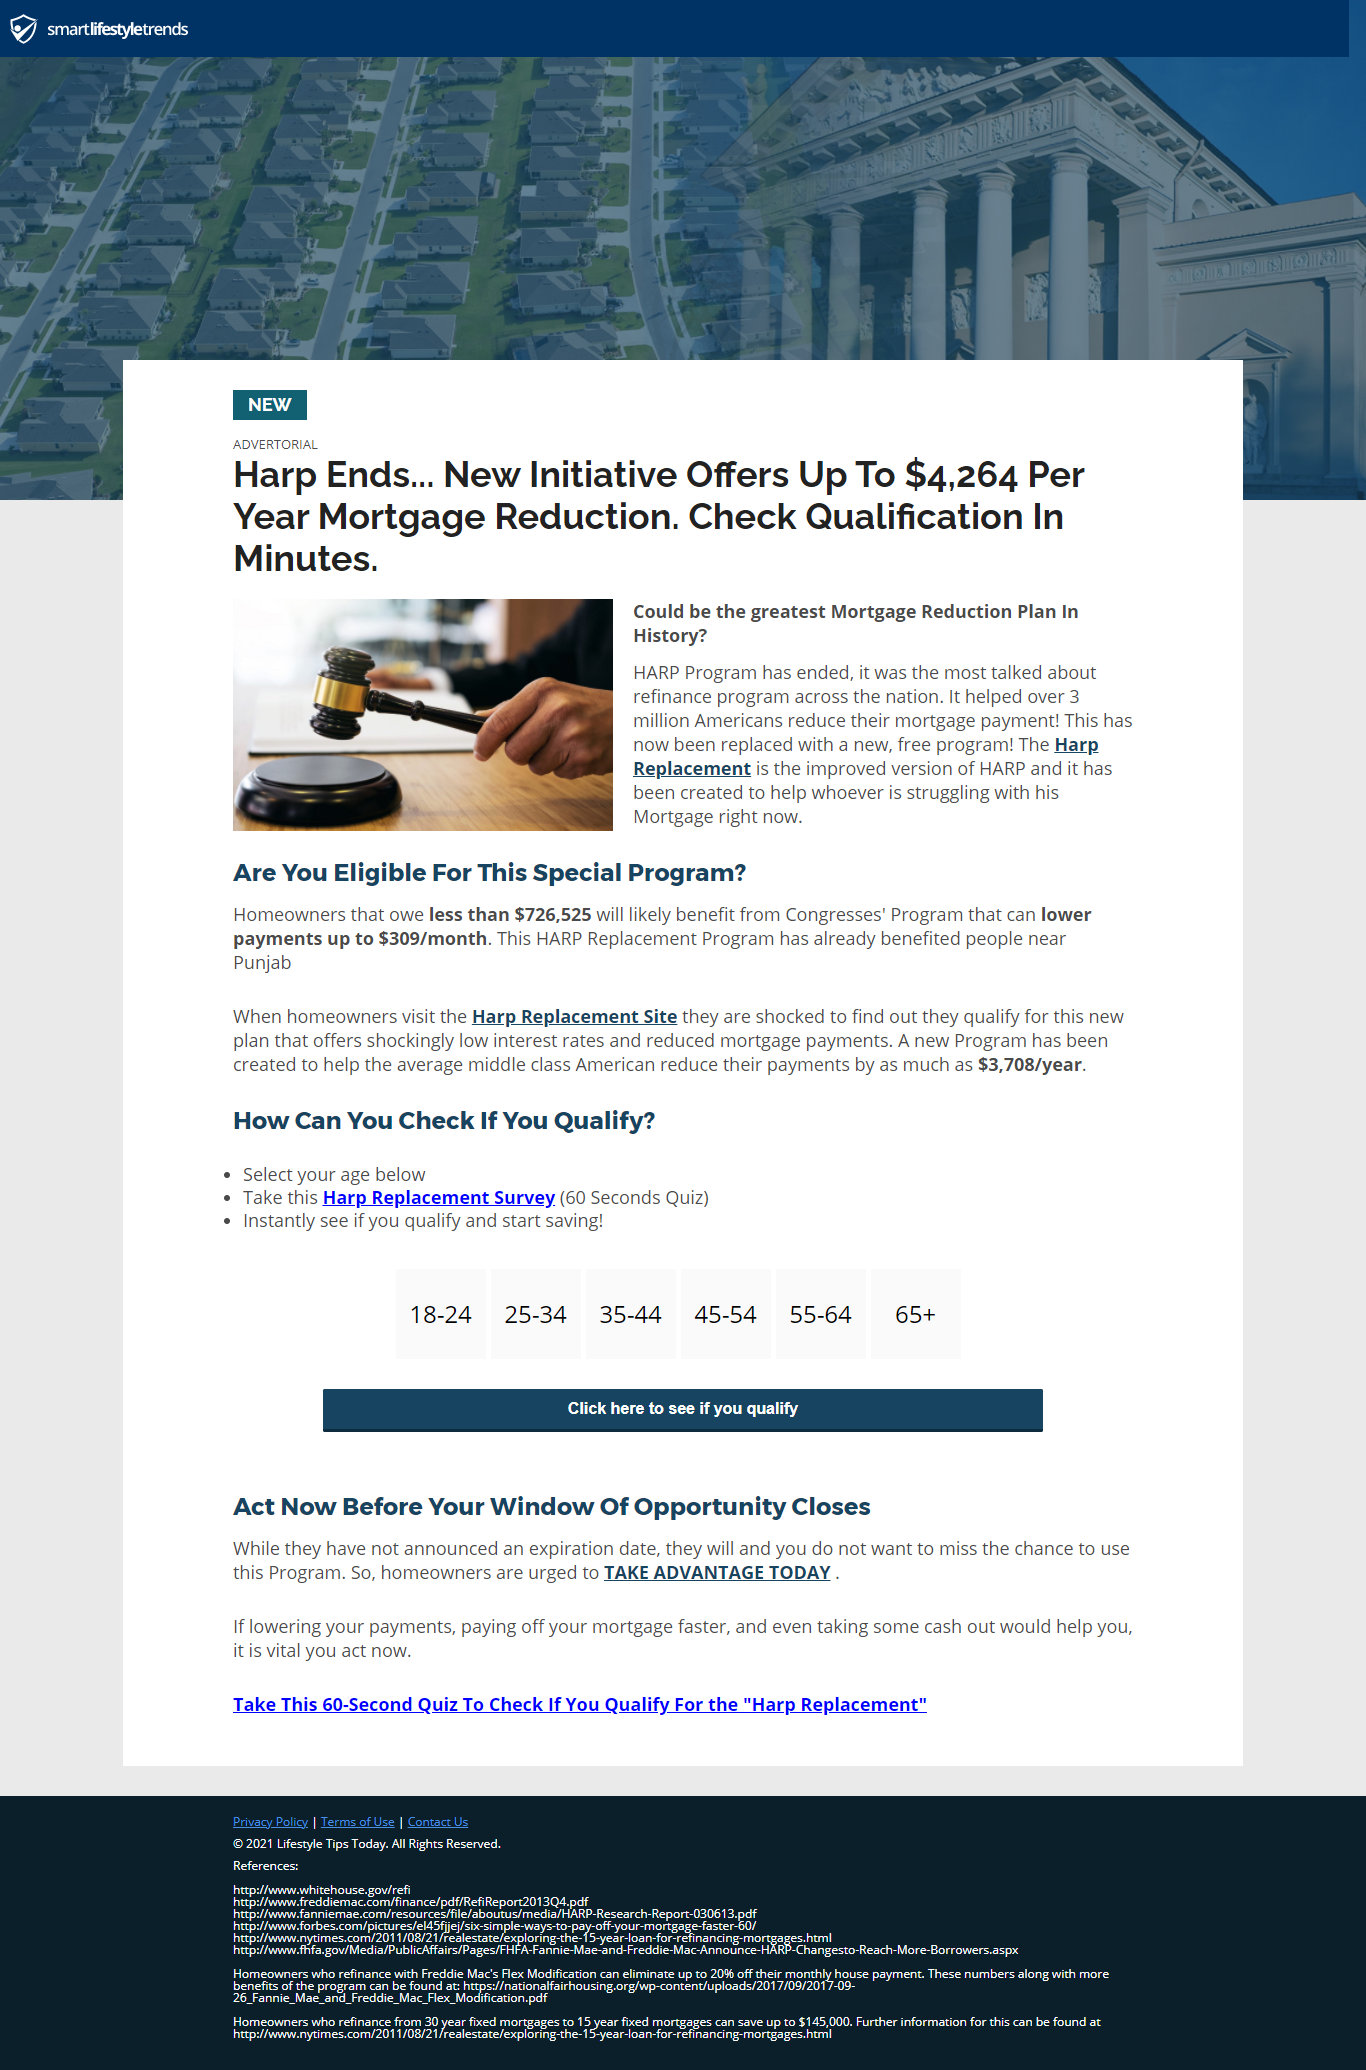 smartlifestyletrends
NEW
ADVERTORIAL
Harp Ends... New Initiative Offers Up To $4,264 Per
Year Mortgage Reduction. Check Qualification In
Minutes.
Could be the greatest Mortgage Reduction Plan In
History?
HARP Program has ended, it was the most talked about
refinance program across the nation. It helped over 3
million Americans reduce their mortgage payment! This has
now been replaced with a new, free program! The Harp
Replacement is the improved version of HARP and it has
been created to help whoever is struggling with his
Mortgage right now.
Are You Eligible For This Special Program?
Homeowners that owe less than $726,525 will likely benefit from Congresses' Program that can lower
payments up to $309/month. This HARP Replacement Program has already benefited people near
Punjab
When homeowners visit the Harp Replacement Site they are shocked to find out they qualify for this new
plan that offers shockingly low interest rates and reduced mortgage payments. A new Program has been
created to help the average middle class American reduce their payments by as much as $3,708/year.
How Can You Check If You Qualify?
• Select your age below
• Take this Harp Replacement Survey (60 Seconds Quiz)
• Instantly see if you qualify and start saving!
18-24 25-34 35-44 45-54 55-64 65+
Click here to see if you qualify
Act Now Before Your Window Of Opportunity Closes
While they have not announced an expiration date, they will and you do not want to miss the chance to use
this Program. So, homeowners are urged to TAKE ADVANTAGE TODAY .
If lowering your payments, paying off your mortgage faster, and even taking some cash out would help you,
it is vital you act now.
Take This 60-Second Quiz To Check If You Qualify For the "Harp Replacement"
Privacy Policy | Terms of Use | Contact Us
© 2021 Lifestyle Tips Today. All Rights Reserved.
References:
http://www.whitehouse.gov/refi
http://www.freddiemac.com/finance/pdf/RefiReport2013Q4.pdf
http://www.fanniemae.com/resources/file/aboutus/media/HARP-Research-Report-030613.pdf
http://www.forbes.com/pictures/el45fjjej/six-simple-ways-to-pay-off-your-mortgage-faster-60/
http://www.nytimes.com/2011/08/21/realestate/exploring-the-15-year-loan-for-refinancing-mortgages.html
http://www.fhfa.gov/Media/PublicAffairs/Pages/FHFA-Fannie-Mae-and-Freddie-Mac-Announce-HARP-Changesto-Reach-More-Borrowers.aspx
Homeowners who refinance with Freddie Mac's Flex Modification can eliminate up to 20% off their monthly house payment. These numbers along with more
benefits of the program can be found at: https://nationalfairhousing.org/wp-content/uploads/2017/09/2017-09-
26_Fannie_Mae_and_Freddie_Mac_Flex_Modification.pdf
Homeowners who refinance from 30 year fixed mortgages to 15 year fixed mortgages can save up to $145,000. Further information for this can be found at
http://www.nytimes.com/2011/08/21/realestate/exploring-the-15-year-loan-for-refinancing-mortgages.html